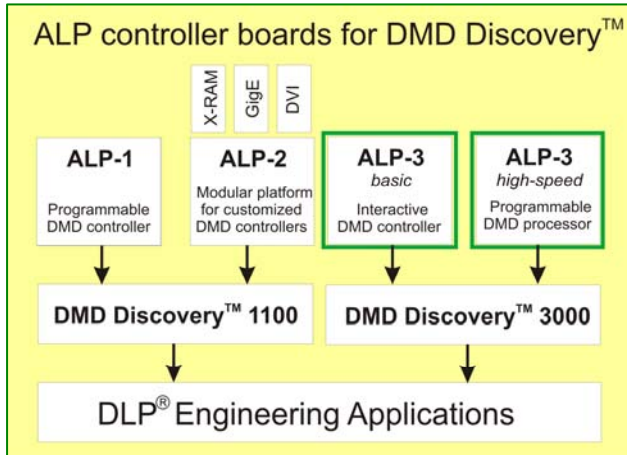 ALP controller boards for DMD Discovery™
X-RAM
GigE
DVI
ALP-1
Programmable
DMD controller
ALP-2
Modular platform
for customized
DMD controllers
ALP-3
basic
Interactive
DMD controller
ALP-3
high-speed
Programmable
DMD processor
DMD Discovery™ 1100
DMD Discovery™ 3000
DLP® Engineering Applications